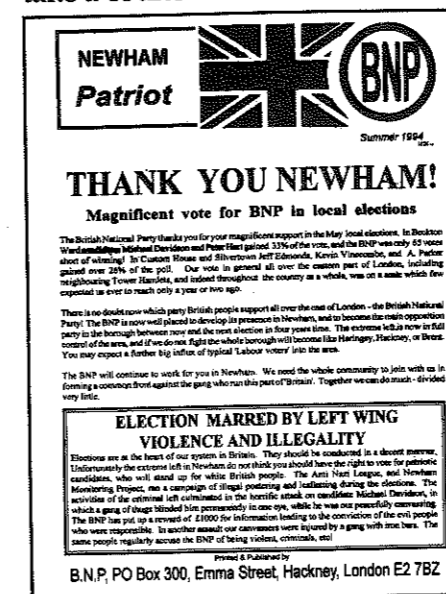 NEWHAM
Patriot
BNP
Summer 1994
THANK YOU NEWHAM!
Magnificent vote for BNP in local elections
The British National Party thanks you for your magnificent support in the May local elections. In Beckton
Ward Michael Davidson and Peter Hart gained 33% of the vote, and the BNP was only 65 votes
short of winning! In Custom House and Silvertown Jeff Edmonds, Kevin Vinecombe, and A. Parker
gained over 26% of the poll. Our vote in general all over the eastern part of London, including
neighbouring Tower Hamlets, and indeed throughout the country as a whole, was on a scale which few
expected us ever to reach only a year or two ago.
There is no doubt now which party British people support all over the east of London - the British National
Party! The BNP is now well placed to develop its presence in Newham, and to become the main opposition
party in the borough between now and the next election in four years time. The extreme left is now in full
control of the area, and if we do not fight the whole borough will become like Haringey, Hackney, or Brent.
You may expect a further big influx of typical 'Labour voters' into the area.
The BNP will continue to work for you in Newham. We need the whole community to join with us in
forming a common front against the gang who run this part of 'Britain'. Together we can do much - divided
very little.
ELECTION MARRED BY LEFT WING
VIOLENCE AND ILLEGALITY
Elections are at the heart of our system in Britain. They should be conducted in a decent manner.
Unfortunately the extreme left in Newham do not think you should have the right to vote for patriotic
candidates, who will stand up for white British people. The Anti Nazi League, and Newham
Monitoring Project, ran a campaign of illegal postering and leafletting during the elections. The
activities of the criminal left culminated in the horrific attack on candidate Michael Davidson, in
which a gang of thugs blinded him permanently in one eye, while he was out peacefully canvassing.
The BNP has put up a reward of £1000 for information leading to the conviction of the evil people
who were responsible. In another assault our canvassers were injured by a gang with iron bars. The
same people regularly accuse the BNP of being violent, criminals, etc!
Printed & Published by
B.N.P, PO Box 300, Emma Street, Hackney, London E2 7BZ